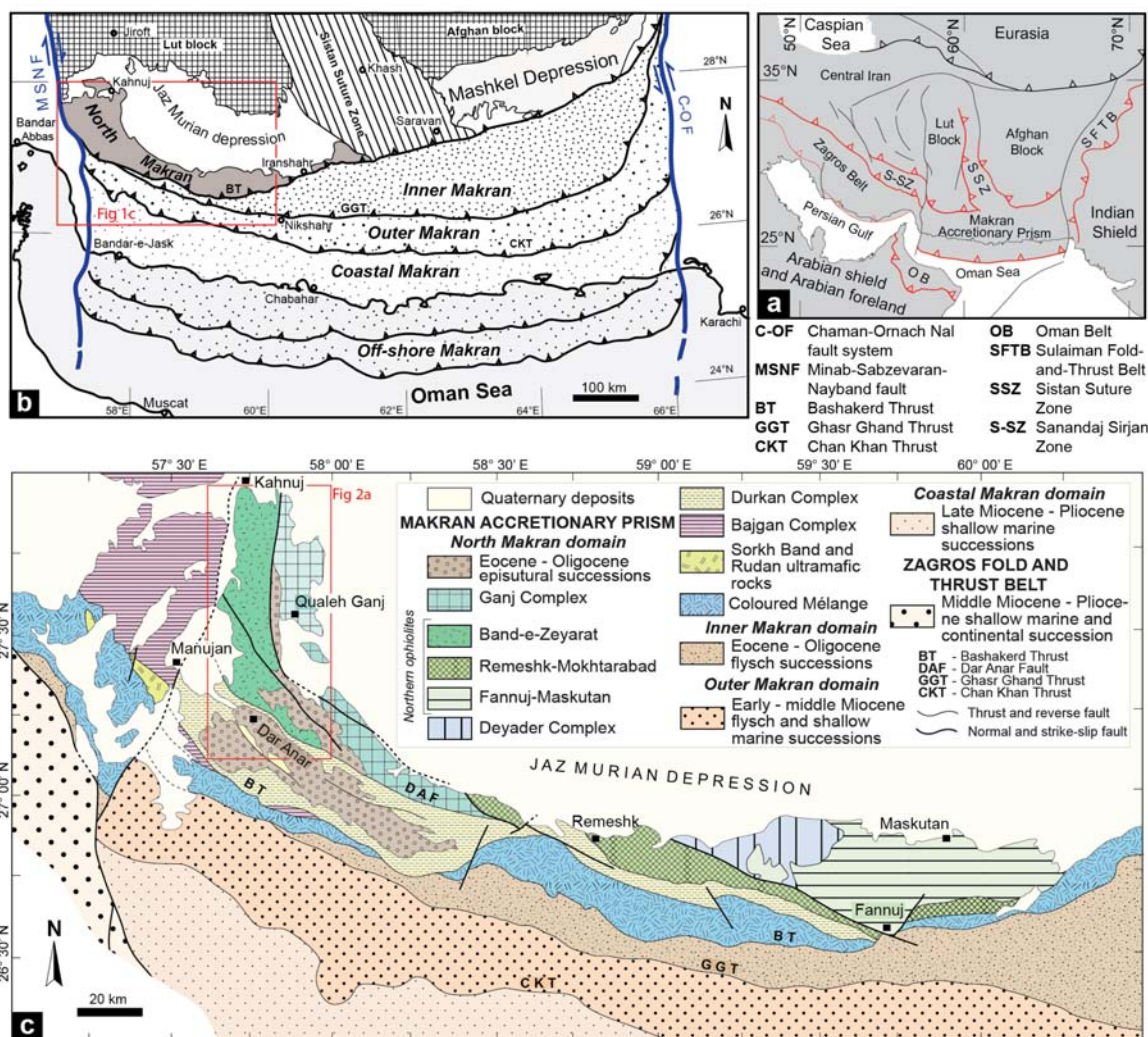 Jiroft
Lut block
Afghan block
Sistan Suture Zone
Khash
Mashkel Depression
28°N
MSNF
Kahnuj
Jaz Murian depression
C-OF
N
Bandar
Abbas
North
Makran
Saravan
Iranshahr
BT
Inner Makran
GGT
Fig 1c
Nikshahr
26°N
Outer Makran
Bandar-e-Jask
CKT
Coastal Makran
Chabahar
Karachi
Off-shore Makran
24°N
Oman Sea
100 km
b
Muscat
58°E
60°E
62°E
64°E
66°E
50°N
60°N
70°N
Caspian
Sea
Eurasia
35°N
Central Iran
Lut
Block
Afghan
Block
SFTB
Zagros Belt
S-SZ
SSZ
Makran
Accretionary Prism
Indian
Shield
Persian Gulf
25°N
Oman Sea
OB
Arabian shield
and Arabian foreland
a
C-OF Chaman-Ornach Nal
fault system
MSNF Minab-Sabzevaran-
Nayband fault
BT Bashakerd Thrust
GGT Ghasr Ghand Thrust
CKT Chan Khan Thrust
OB Oman Belt
SFTB Sulaiman Fold-
and-Thrust Belt
SSZ Sistan Suture
Zone
S-SZ Sanandaj Sirjan
Zone
57° 50' E
58° 00' E
58° 50' E
59° 00' E
59° 50' E
60° 00' E
Kahnuj
Fig 2a
Qualeh Ganj
27° 30' N
Manujan
Dar Anar
27° 00' N
BT
DAF
JAZ MURIAN DEPRESSION
Remeshk
Maskutan
Fannuj
BT
GGT
CKT
26° 30' N
N
20 km
c
Quaternary deposits
MAKRAN ACCRETIONARY PRISM
North Makran domain
Eocene - Oligocene
episutural successions
Ganj Complex
Northern ophiolites
Band-e-Zeyarat
Remeshk-Mokhtarabad
Fannuj-Maskutan
Deyader Complex
Durkan Complex
Bajgan Complex
Sorkh Band and
Rudan ultramafic
rocks
Coloured Mélange
Inner Makran domain
Eocene - Oligocene
flysch successions
Outer Makran domain
Early - middle Miocene
flysch and shallow
marine successions
Coastal Makran domain
Late Miocene - Pliocene
shallow marine
successions
ZAGROS FOLD AND
THRUST BELT
Middle Miocene - Plioce-
ne shallow marine and
continental succession
BT - Bashakerd Thrust
DAF - Dar Anar Fault
GGT - Ghasr Ghand Thrust
CKT - Chan Khan Thrust
Thrust and reverse fault
Normal and strike-slip fault